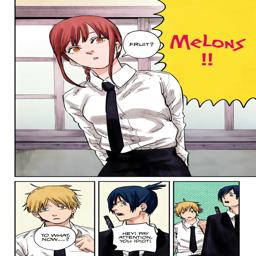 FRUIT?
MELONS
!!
TO WHAT,
NOW...?
HEY! PAY
ATTENTION,
YOU IDIOT!